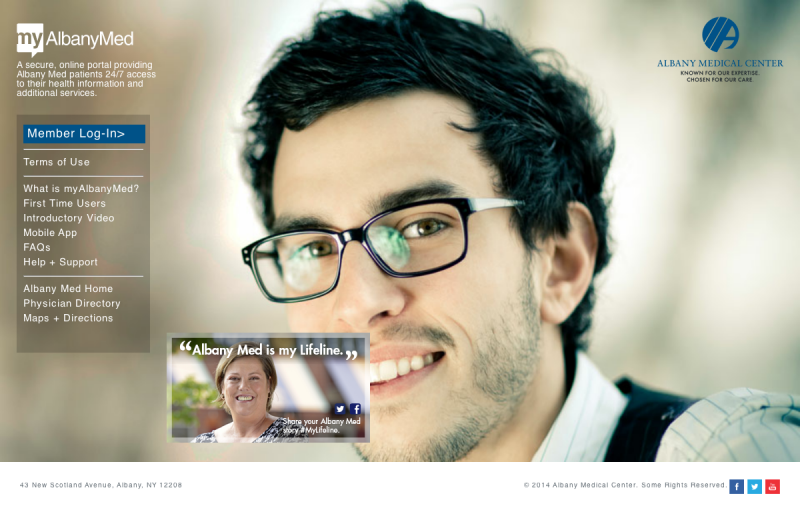 my AlbanyMed
A secure, online portal providing
Albany Med patients 24/7 access
to their health information and
additional services.
ALBANY MEDICAL CENTER
KNOWN FOR OUR EXPERTISE.
CHOSEN FOR OUR CARE
Member Log-In>
Terms of Use
What is myAlbanyMed?
First Time Users
Introductory Video
Mobile App
FAQs
Help + Support
Albany Med Home
Physician Directory
Maps + Directions
“Albany Med is my Lifeline.”
Share your Albany Med
story.#MyLifeline.
43 New Scotland Avenue, Albany, NY 12208
© 2014 Albany Medical Center. Some Rights Reserved.